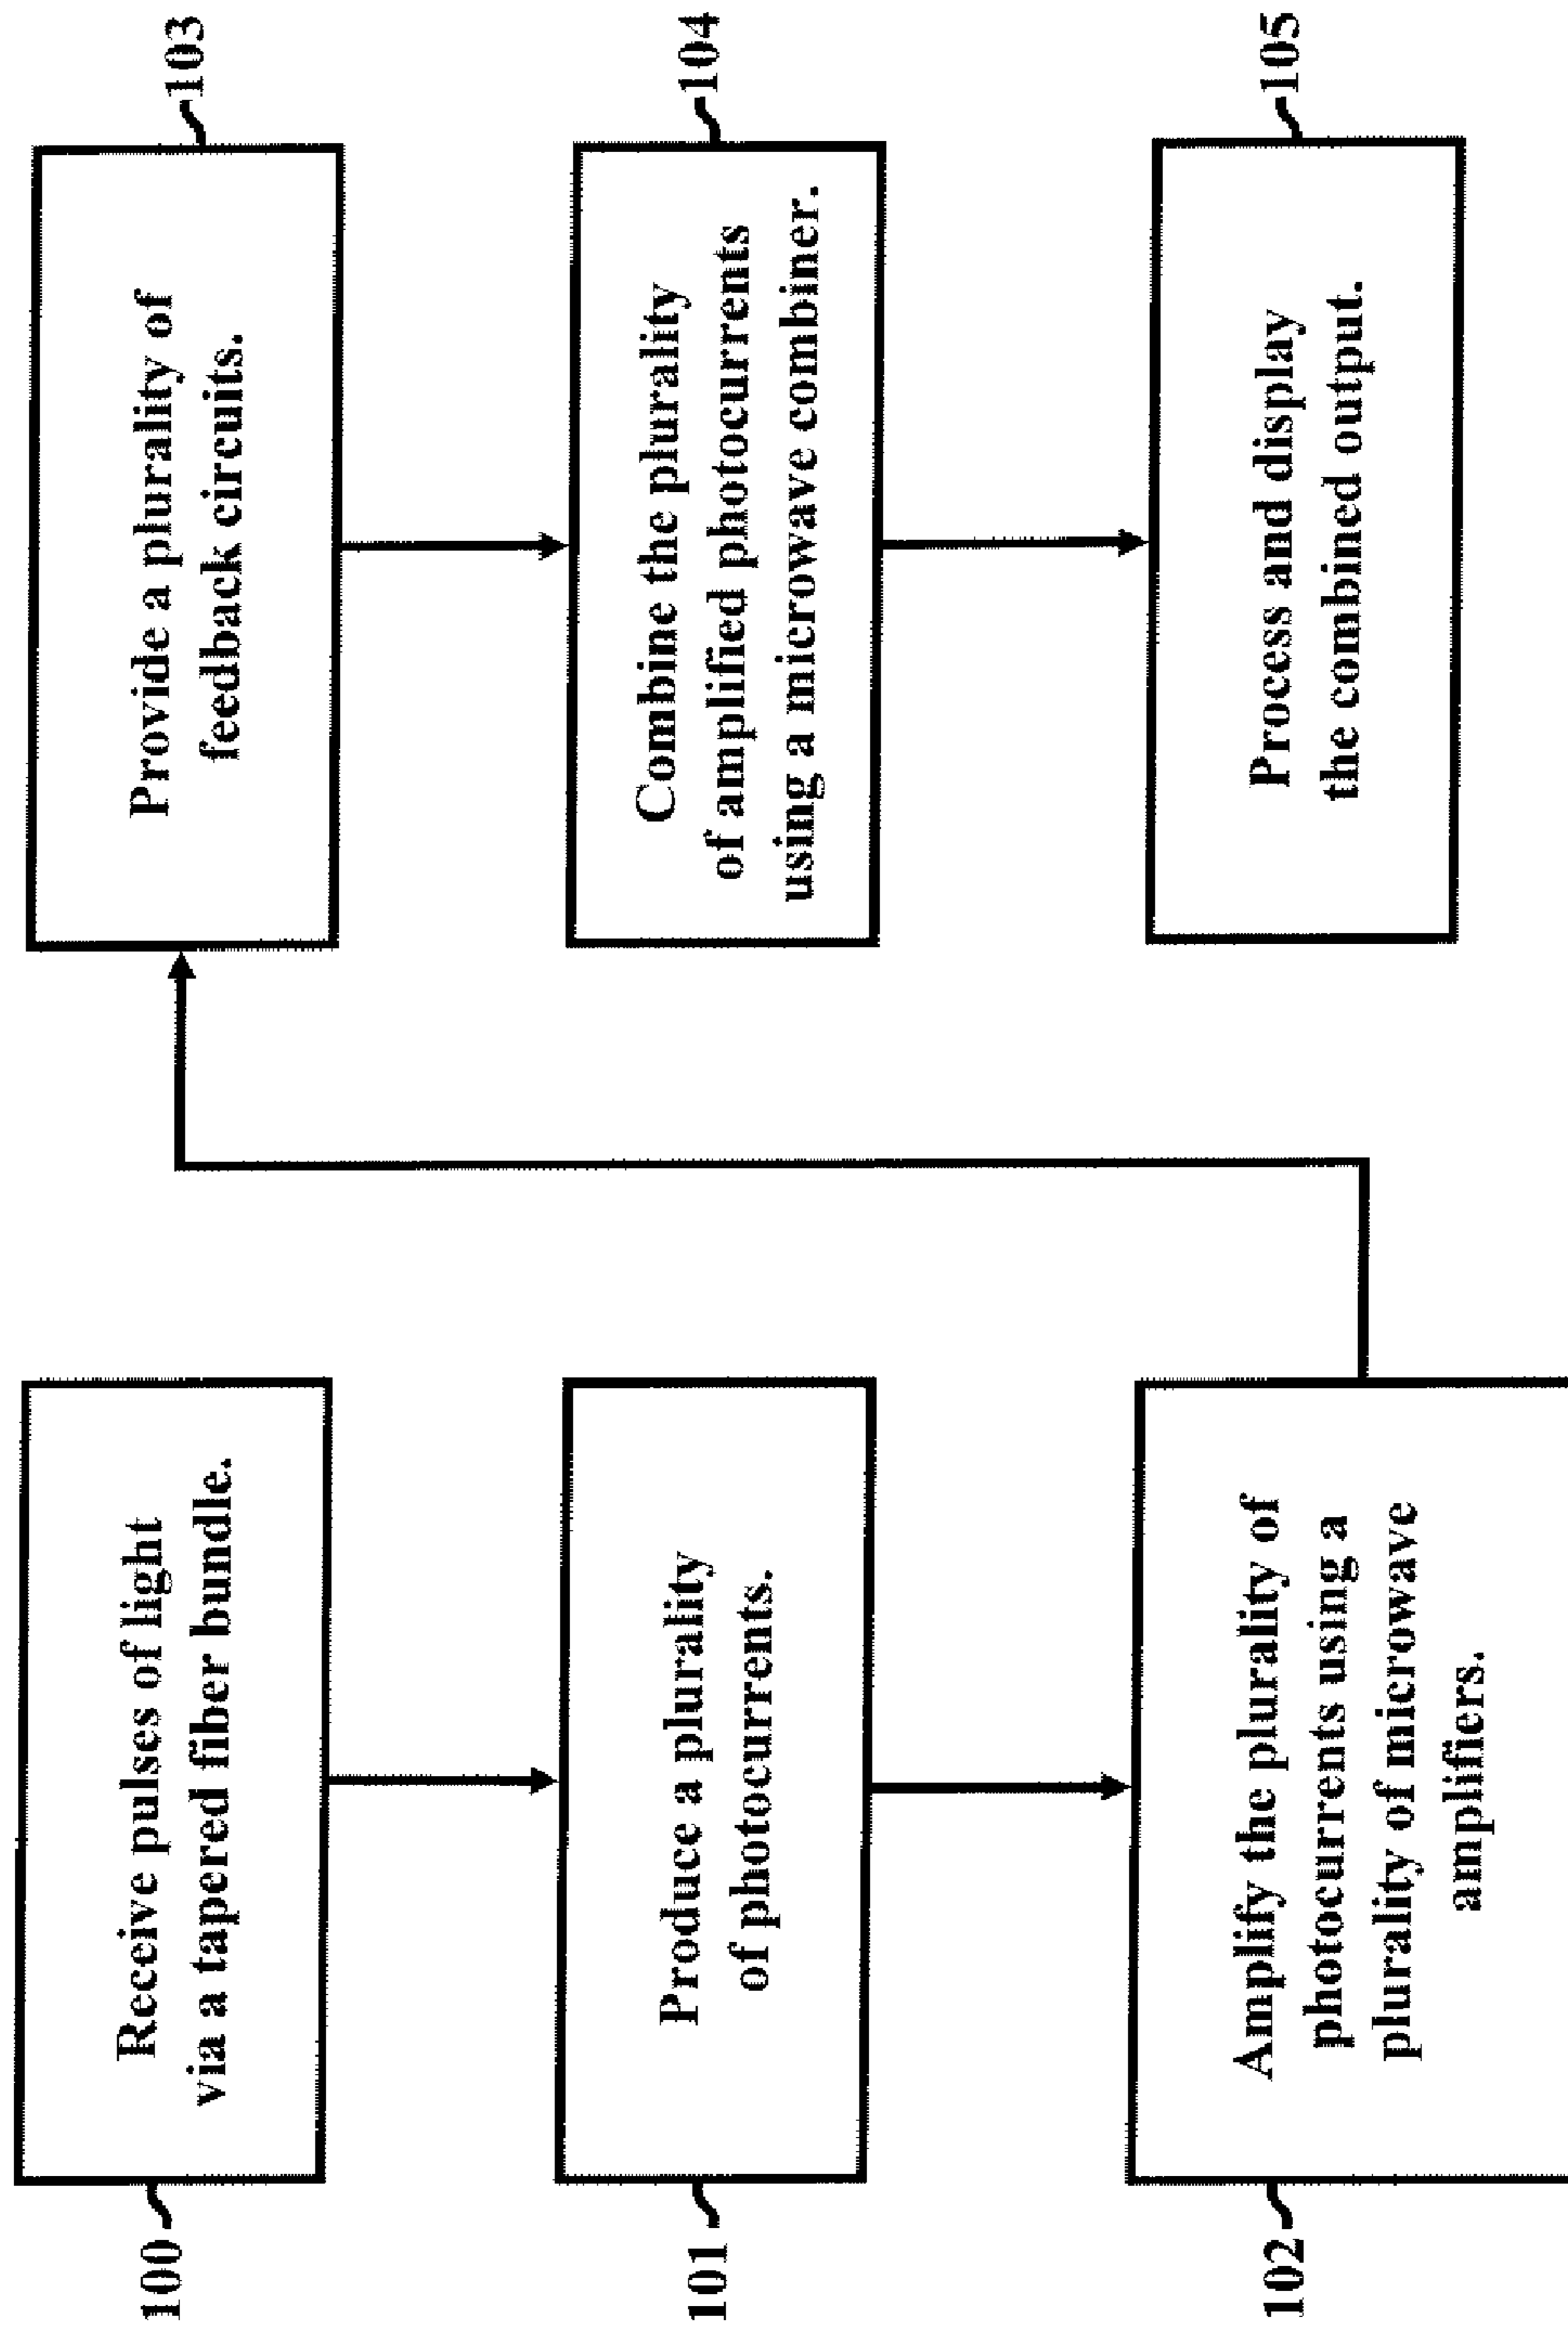 100
Receive pulses of light
via a tapered fiber bundle.
101
Produce a plurality
of photocurrents.
102
Amplify the plurality of
photocurrents using a
plurality of microwave
amplifiers.
103
Provide a plurality of
feedback circuits.
104
Combine the plurality
of amplified photocurrents
using a microwave combiner.
105
Process and display
the combined output.